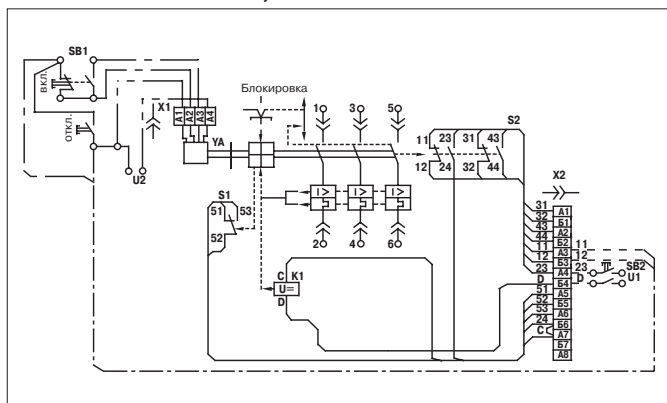 SB1
ВКЛ.
ОТКЛ.
X1
A1
A2
A3
A4
YA
U2
Блокировка
1
3
5
I>
I>
I>
2
4
6
S1
51
53
52
C
K1
U=
D
S2
11
23
31
43
12
24
32
44
X2
31
32
43
44
11
12
23
D
51
52
53
24
C
A1
Б1
A2
Б2
A3
Б3
A4
Б4
A5
Б5
A6
Б6
A7
Б7
A8
11
12
23
D
SB2
U1